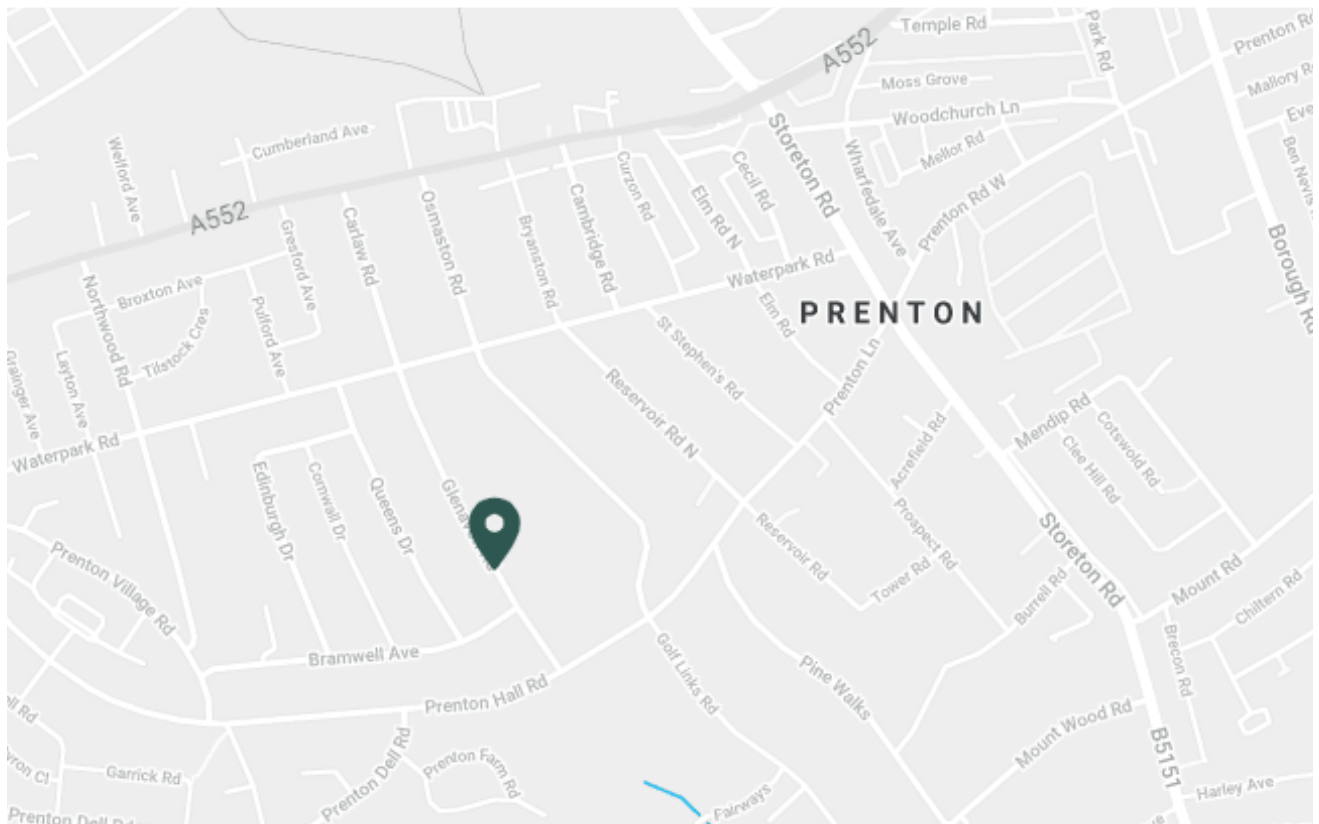 Temple Rd
Park Rd
Prenton R
A552
Moss Grove
Mallory R
Woodchurch Ln
Eve
Storeton Rd
Cumberland Ave
Welford Ave
Mellor Rd
Ben Nevis
Wharfedale Ave
Cecil Rd
Curzon Rd
Prenton Rd W
A552
Osmaston Rd
Carlaw Rd
Cambridge Rd
Elm Rd N
Bryanston Rd
Gresford Ave
Borough Rd
Waterpark Rd
Broxton Ave
Northwood Rd
Pulford Ave
Tilstock Cres
Elm Rd
PRENTON
St Stephen's Rd
Prenton Ln
Layton Ave
Grainger Ave
Reservoir Rd N
Mendip Rd
Cotswold Rd
Acrefield Rd
Clee Hill Rd
Waterpark Rd
Edinburgh Dr
Cornwall Dr
Queens Dr
Prospect Rd
Reservoir Rd
Storeton Rd
Tower Rd
Mount Rd
Chiltern Rd
Burrell Rd
Prenton Village Rd
Bramwell Ave
Golf Links Rd
Pine Walks
Brecon Rd
Prenton Hall Rd
Mount Wood Rd
B5151
ll Rd
yron Cl
Garrick Rd
Prenton Dell Rd
Prenton Farm Rd
Fairways
Harley Ave
Prenton Dell Rd